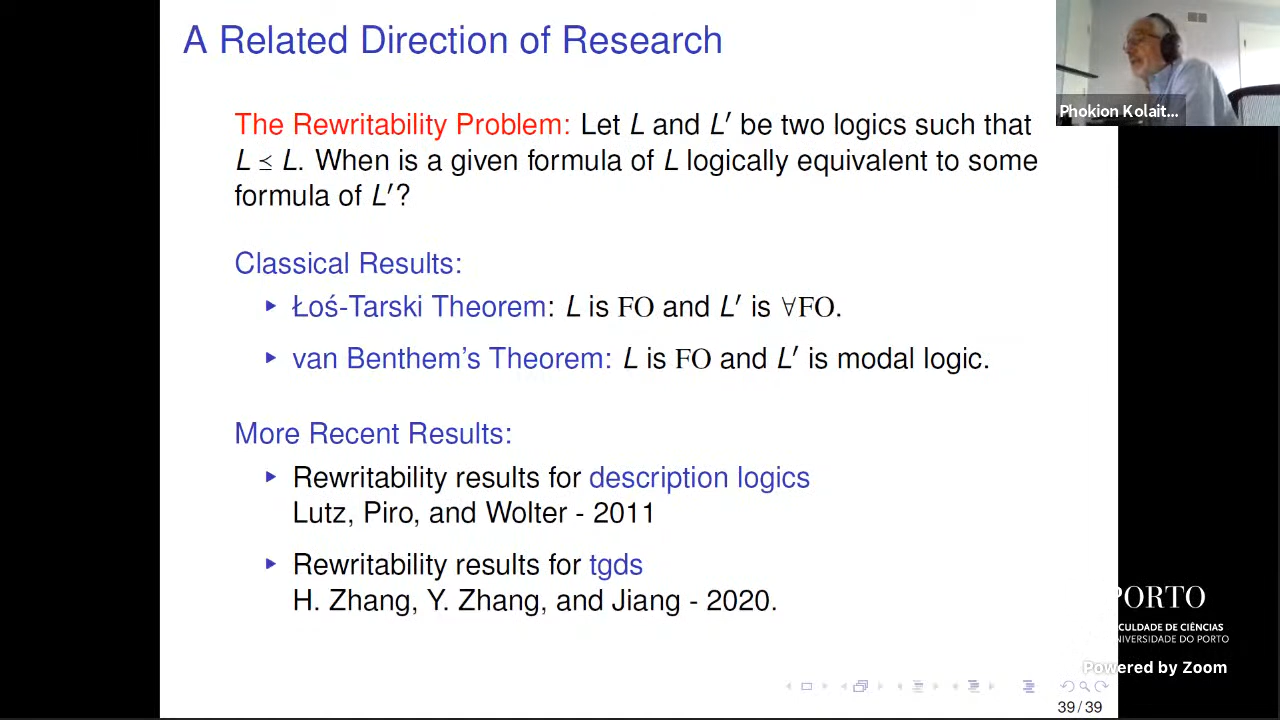 A Related Direction of Research
Phokion Kolait...
The Rewritability Problem: Let L and L′ be two logics such that
L ⪯ L. When is a given formula of L logically equivalent to some
formula of L′?
Classical Results:
▸ Łoś-Tarski Theorem: L is FO and L′ is ∀FO.
▸ van Benthem's Theorem: L is FO and L′ is modal logic.
More Recent Results:
▸ Rewritability results for description logics
Lutz, Piro, and Wolter - 2011
▸ Rewritability results for tgds
H. Zhang, Y. Zhang, and Jiang - 2020.
PORTO
CULDADE DE CIÊNCIAS
NIVERSIDADE DO PORTO
Powered by Zoom
39 / 39